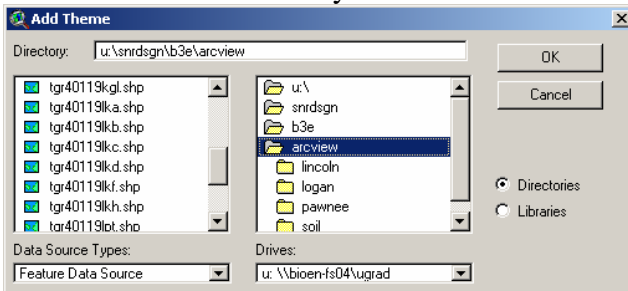 Add Theme
Directory: u:\snrdsgn\b3e\arcview
OK
Cancel
tgr40119kgl.shp
tgr40119lka.shp
tgr40119lkb.shp
tgr40119lkc.shp
tgr40119lkd.shp
tgr40119lkf.shp
tgr40119lkh.shp
tgr40119lpt.shp
u:\
snrdsgn
b3e
arcview
lincoln
logan
pawnee
soil
Directories
Libraries
Data Source Types:
Feature Data Source
Drives:
u: \\bioen-fs04\ugrad